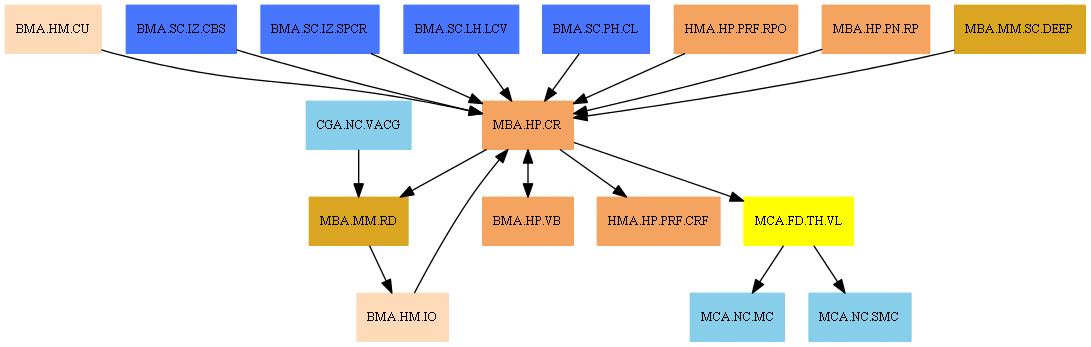 BMA.HM.CU
BMA.SC.IZ.CBS
BMA.SC.IZ.SPCR
BMA.SC.LH.LCV
BMA.SC.PH.CL
HMA.HP.PRF.RPO
MBA.HP.PN.RP
MBA.MM.SC.DEEP
CGA.NC.VACG
MBA.HP.CR
MBA.MM.RD
BMA.HP.VB
HMA.HP.PRF.CRF
MCA.FD.TH.VL
BMA.HM.IO
MCA.NC.MC
MCA.NC.SMC